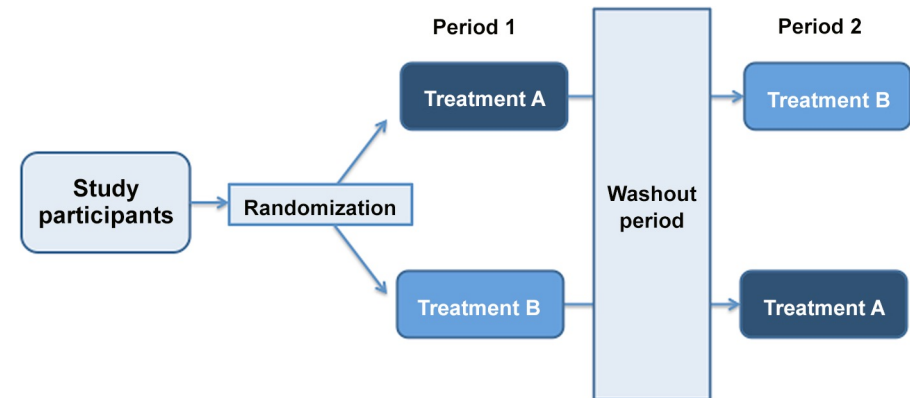 Period 1
Period 2
Treatment A
Treatment B
Study
participants
Randomization
Washout
period
Treatment B
Treatment A